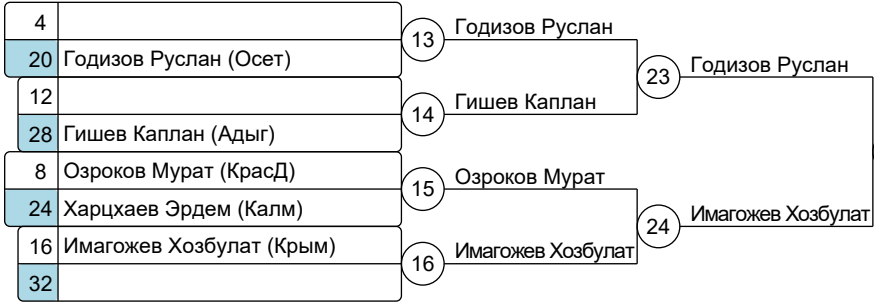 4
20 Годизов Руслан (Осет)
12
28 Гишев Каплан (Адыг)
8 Озроков Мурат (КрасД)
24 Харцхаев Эрдем (Калм)
16 Имагожев Хозбулат (Крым)
32
13 Годизов Руслан
14 Гишев Каплан
15 Озроков Мурат
16 Имагожев Хозбулат
23 Годизов Руслан
24 Имагожев Хозбулат